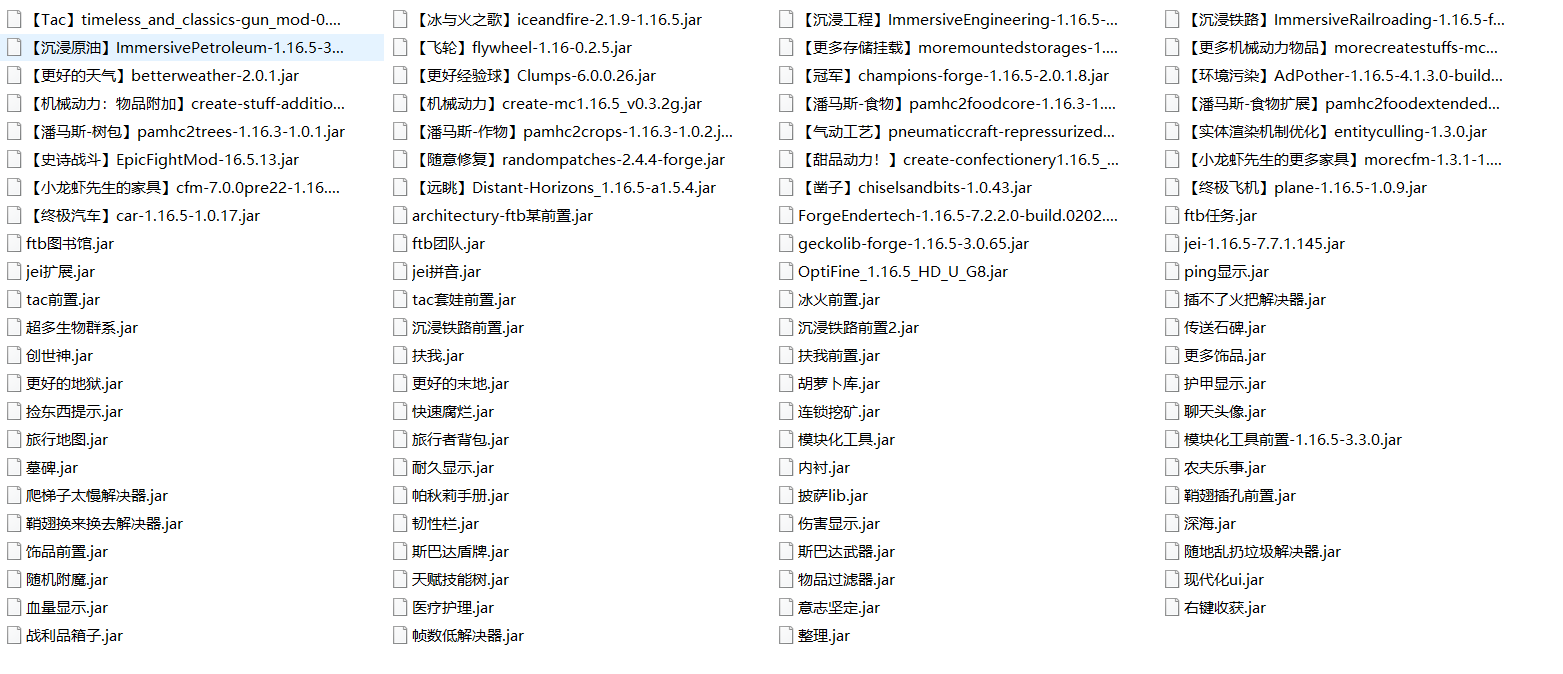 【Tac】timeless_and_classics-gun_mod-0....
【冰与火之歌】iceandfire-2.1.9-1.16.5.jar
【沉浸工程】ImmersiveEngineering-1.16.5-...
【沉浸铁路】ImmersiveRailroading-1.16.5-f...
【沉浸原油】ImmersivePetroleum-1.16.5-3...
【飞轮】flywheel-1.16-0.2.5.jar
【更多存储挂载】moremountedstorages-1....
【更多机械动力物品】morecreatestuffs-mc...
【更好的天气】betterweather-2.0.1.jar
【更好经验球】Clumps-6.0.0.26.jar
【冠军】champions-forge-1.16.5-2.0.1.8.jar
【环境污染】AdPother-1.16.5-4.1.3.0-build...
【机械动力：物品附加】create-stuff-additio...
【机械动力】create-mc1.16.5_v0.3.2g.jar
【潘马斯-食物】pamhc2foodcore-1.16.3-1....
【潘马斯-食物扩展】pamhc2foodextended...
【潘马斯-树包】pamhc2trees-1.16.3-1.0.1.jar
【潘马斯-作物】pamhc2crops-1.16.3-1.0.2.j...
【气动工艺】pneumaticcraft-repressurized...
【实体渲染机制优化】entityculling-1.3.0.jar
【史诗战斗】EpicFightMod-16.5.13.jar
【随意修复】randompatches-2.4.4-forge.jar
【甜品动力！】create-confectionery1.16.5_...
【小龙虾先生的更多家具】morecfm-1.3.1-1....
【小龙虾先生的家具】cfm-7.0.0pre22-1.16....
【远眺】Distant-Horizons_1.16.5-a1.5.4.jar
【凿子】chiselsandbits-1.0.43.jar
【终极飞机】plane-1.16.5-1.0.9.jar
【终极汽车】car-1.16.5-1.0.17.jar
architectury-ftb某前置.jar
ForgeEndertech-1.16.5-7.2.2.0-build.0202....
ftb任务.jar
ftb图书馆.jar
ftb团队.jar
geckolib-forge-1.16.5-3.0.65.jar
jei-1.16.5-7.7.1.145.jar
jei扩展.jar
jei拼音.jar
OptiFine_1.16.5_HD_U_G8.jar
ping显示.jar
tac前置.jar
tac套娃前置.jar
冰火前置.jar
插不了火把解决器.jar
超多生物群系.jar
沉浸铁路前置.jar
沉浸铁路前置2.jar
传送石碑.jar
创世神.jar
扶我.jar
扶我前置.jar
更多饰品.jar
更好的地狱.jar
更好的末地.jar
胡萝卜库.jar
护甲显示.jar
捡东西提示.jar
快速腐烂.jar
连锁挖矿.jar
聊天头像.jar
旅行地图.jar
旅行者背包.jar
模块化工具.jar
模块化工具前置-1.16.5-3.3.0.jar
墓碑.jar
耐久显示.jar
内衬.jar
农夫乐事.jar
爬梯子太慢解决器.jar
帕秋莉手册.jar
披萨lib.jar
鞘翅插孔前置.jar
鞘翅换来换去解决器.jar
韧性栏.jar
伤害显示.jar
深海.jar
饰品前置.jar
斯巴达盾牌.jar
斯巴达武器.jar
随地乱扔垃圾解决器.jar
随机附魔.jar
天赋技能树.jar
物品过滤器.jar
现代化ui.jar
血量显示.jar
医疗护理.jar
意志坚定.jar
右键收获.jar
战利品箱子.jar
帧数低解决器.jar
整理.jar